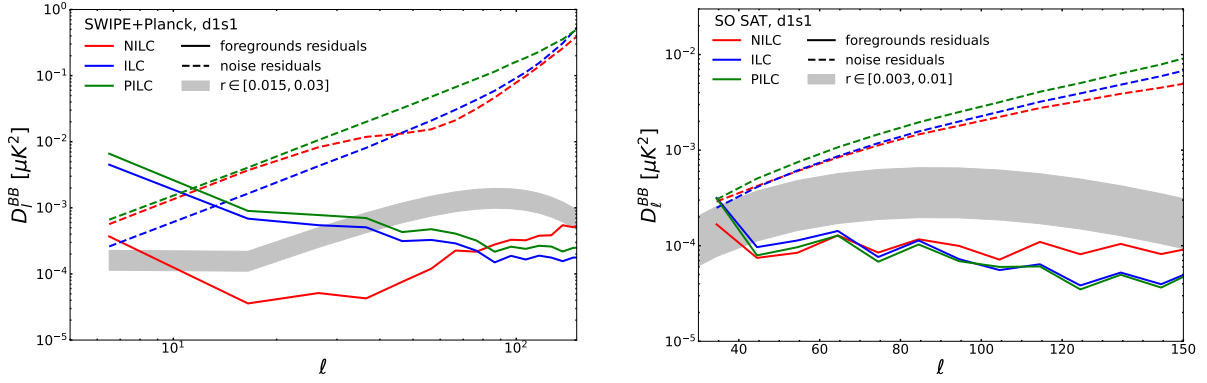 SWIPE+Planck, d1s1
NILC
ILC
PILC
foregrounds residuals
noise residuals
r ∈ [0.015, 0.03]
D_l^{BB} [μK²]
10⁰
10⁻¹
10⁻²
10⁻³
10⁻⁴
10⁻⁵
10¹
10²
ℓ
SO SAT, d1s1
NILC
ILC
PILC
foregrounds residuals
noise residuals
r ∈ [0.003, 0.01]
D_ℓ^{BB} [μK²]
10⁻²
10⁻³
10⁻⁴
10⁻⁵
40 60 80 100 120 150
ℓ